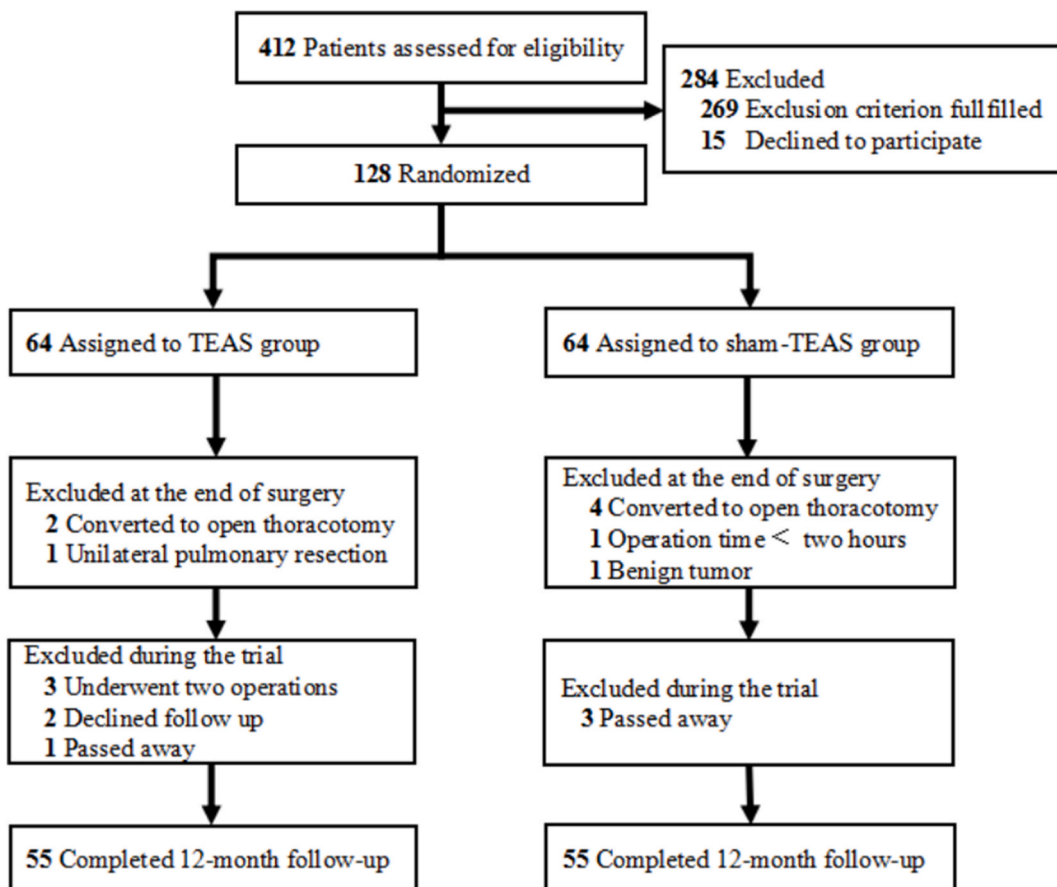 412 Patients assessed for eligibility
284 Excluded
269 Exclusion criterion fullfilled
15 Declined to participate
128 Randomized
64 Assigned to TEAS group
64 Assigned to sham-TEAS group
Excluded at the end of surgery
2 Converted to open thoracotomy
1 Unilateral pulmonary resection
Excluded at the end of surgery
4 Converted to open thoracotomy
1 Operation time < two hours
1 Benign tumor
Excluded during the trial
3 Underwent two operations
2 Declined follow up
1 Passed away
Excluded during the trial
3 Passed away
55 Completed 12-month follow-up
55 Completed 12-month follow-up